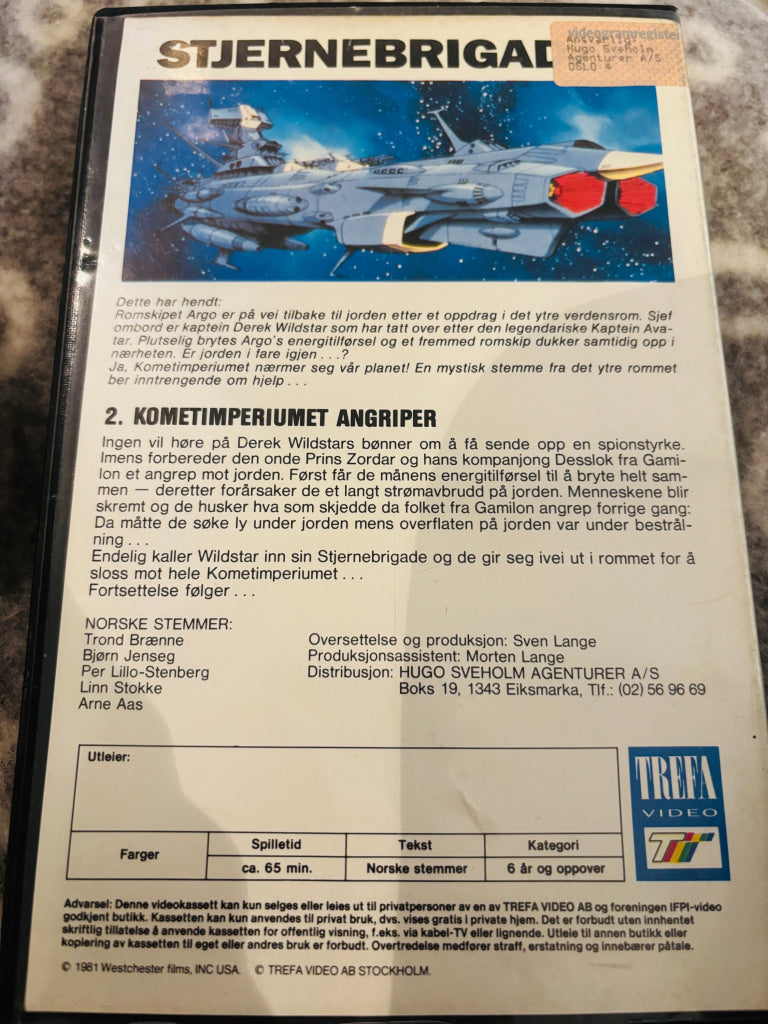 STJERNEBRIGAD
videogramregister
Ansvarlig:
Hugo Sveholm
Agenturer A/S
OSLO 4
Dette har hendt:
Romskipet Argo er på vei tilbake til jorden etter et oppdrag i det ytre verdensrom. Sjef
ombord er kaptein Derek Wildstar som har tatt over etter den legendariske Kaptein Ava-
tar. Plutselig brytes Argo's energitilførsel og et fremmed romskip dukker samtidig opp i
nærheten. Er jorden i fare igjen . . .?
Ja, Kometimperiumet nærmer seg vår planet! En mystisk stemme fra det ytre rommet
ber inntrengende om hjelp . . .
2. KOMETIMPERIUMET ANGRIPER
Ingen vil høre på Derek Wildstars bønner om å få sende opp en spionstyrke.
Imens forbereder den onde Prins Zordar og hans kompanjong Desslok fra Gami-
lon et angrep mot jorden. Først får de månens energitilførsel til å bryte helt sam-
men — deretter forårsaker de et langt strømavbrudd på jorden. Menneskene blir
skremt og de husker hva som skjedde da folket fra Gamilon angrep forrige gang:
Da måtte de søke ly under jorden mens overflaten på jorden var under bestrål-
ning . . .
Endelig kaller Wildstar inn sin Stjernebrigade og de gir seg ivei ut i rommet for å
sloss mot hele Kometimperiumet . . .
Fortsettelse følger . . .
NORSKE STEMMER:
Trond Brænne
Bjørn Jenseg
Per Lillo-Stenberg
Linn Stokke
Arne Aas
Oversettelse og produksjon: Sven Lange
Produksjonsassistent: Morten Lange
Distribusjon: HUGO SVEHOLM AGENTURER A/S
Boks 19, 1343 Eiksmarka, Tlf.: (02) 56 96 69
Utleier:
Farger
Spilletid
ca. 65 min.
Tekst
Norske stemmer
Kategori
6 år og oppover
TREFA
VIDEO
Advarsel: Denne videokassett kan kun selges eller leies ut til privatpersoner av en av TREFA VIDEO AB og foreningen IFPI-video
godkjent butikk. Kassetten kan kun anvendes til privat bruk, dvs. vises gratis i private hjem. Det er forbudt uten innhentet
skriftlig tillatelse å anvende kassetten for offentlig visning, f.eks. via kabel-TV eller lignende. Utleie til annen butikk eller
kopiering av kassetten til eget eller andres bruk er forbudt. Overtredelse medfører straff, erstatning og innebærer påtale.
© 1981 Westchester films, INC USA. © TREFA VIDEO AB STOCKHOLM.